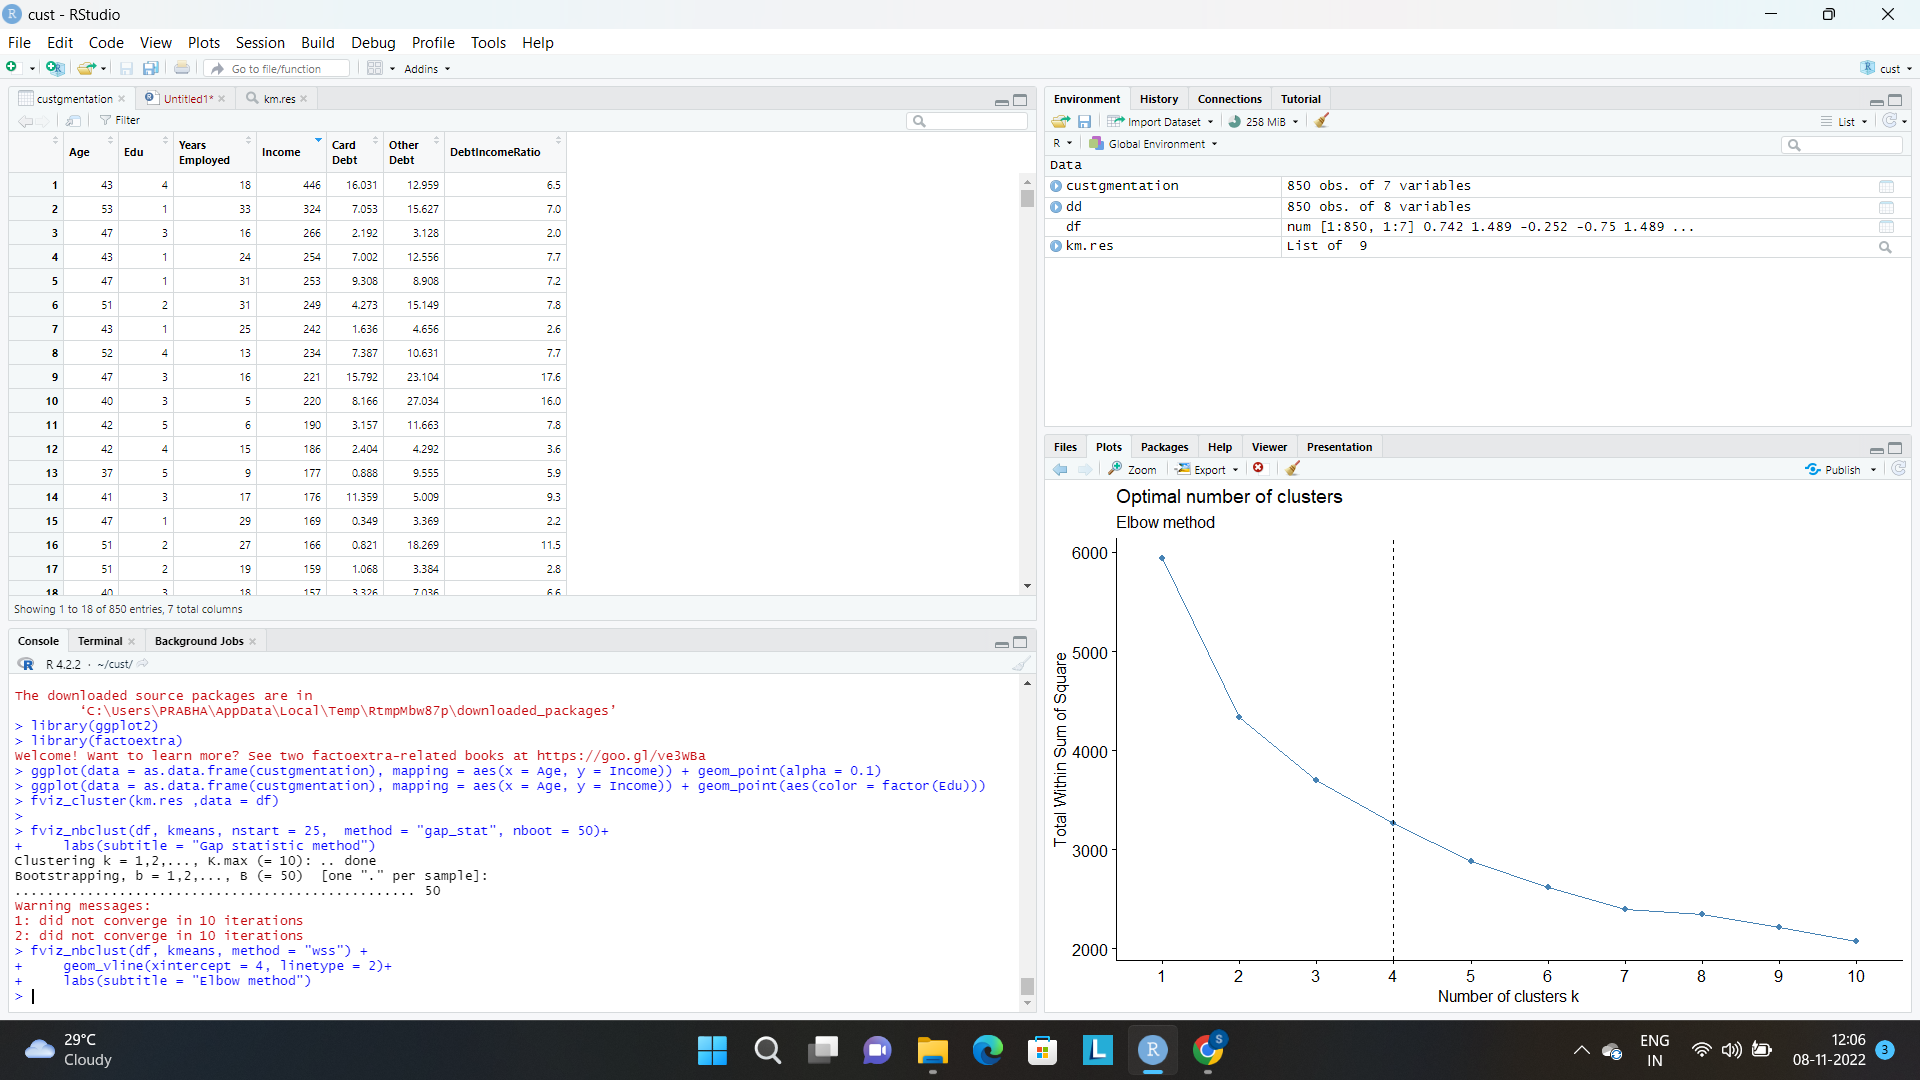 cust - RStudio
File Edit Code View Plots Session Build Debug Profile Tools Help
Go to file/function Addins cust
custgmentation Untitled1* km.res
Filter
Age Edu Years Employed Income Card Debt Other Debt DebtIncomeRatio
1 43 4 18 446 16.031 12.959 6.5
2 53 1 33 324 7.053 15.627 7.0
3 47 3 16 266 2.192 3.128 2.0
4 43 1 24 254 7.002 12.556 7.7
5 47 1 31 253 9.308 8.908 7.2
6 51 2 31 249 4.273 15.149 7.8
7 43 1 25 242 1.636 4.656 2.6
8 52 4 13 234 7.387 10.631 7.7
9 47 3 16 221 15.792 23.104 17.6
10 40 3 5 220 8.166 27.034 16.0
11 42 5 6 190 3.157 11.663 7.8
12 42 4 15 186 2.404 4.292 3.6
13 37 5 9 177 0.888 9.555 5.9
14 41 3 17 176 11.359 5.009 9.3
15 47 1 29 169 0.349 3.369 2.2
16 51 2 27 166 0.821 18.269 11.5
17 51 2 19 159 1.068 3.384 2.8
18 40 3 18 157 3.326 7.036 6.6
Showing 1 to 18 of 850 entries, 7 total columns
Console Terminal Background Jobs
R 4.2.2 · ~/cust/
The downloaded source packages are in
‘C:\Users\PRABHA\AppData\Local\Temp\RtmpMbw87p\downloaded_packages’
> library(ggplot2)
> library(factoextra)
Welcome! Want to learn more? See two factoextra-related books at https://goo.gl/ve3WBa
> ggplot(data = as.data.frame(custgmentation), mapping = aes(x = Age, y = Income)) + geom_point(alpha = 0.1)
> ggplot(data = as.data.frame(custgmentation), mapping = aes(x = Age, y = Income)) + geom_point(aes(color = factor(Edu)))
> fviz_cluster(km.res ,data = df)
>
> fviz_nbclust(df, kmeans, nstart = 25,  method = "gap_stat", nboot = 50)+
+     labs(subtitle = "Gap statistic method")
Clustering k = 1,2,..., K.max (= 10): .. done
Bootstrapping, b = 1,2,..., B (= 50)  [one "." per sample]:
.................................................. 50
Warning messages:
1: did not converge in 10 iterations
2: did not converge in 10 iterations
> fviz_nbclust(df, kmeans, method = "wss") +
+     geom_vline(xintercept = 4, linetype = 2)+
+     labs(subtitle = "Elbow method")
>
Environment History Connections Tutorial
Import Dataset 258 MiB List
R Global Environment
Data
custgmentation 850 obs. of 7 variables
dd 850 obs. of 8 variables
df num [1:850, 1:7] 0.742 1.489 -0.252 -0.75 1.489 ...
km.res List of 9
Files Plots Packages Help Viewer Presentation
Zoom Export Publish
Optimal number of clusters
Elbow method
6000
5000
4000
3000
2000
Total Within Sum of Square
1 2 3 4 5 6 7 8 9 10
Number of clusters k
29°C
Cloudy
ENG
IN
12:06
08-11-2022
3